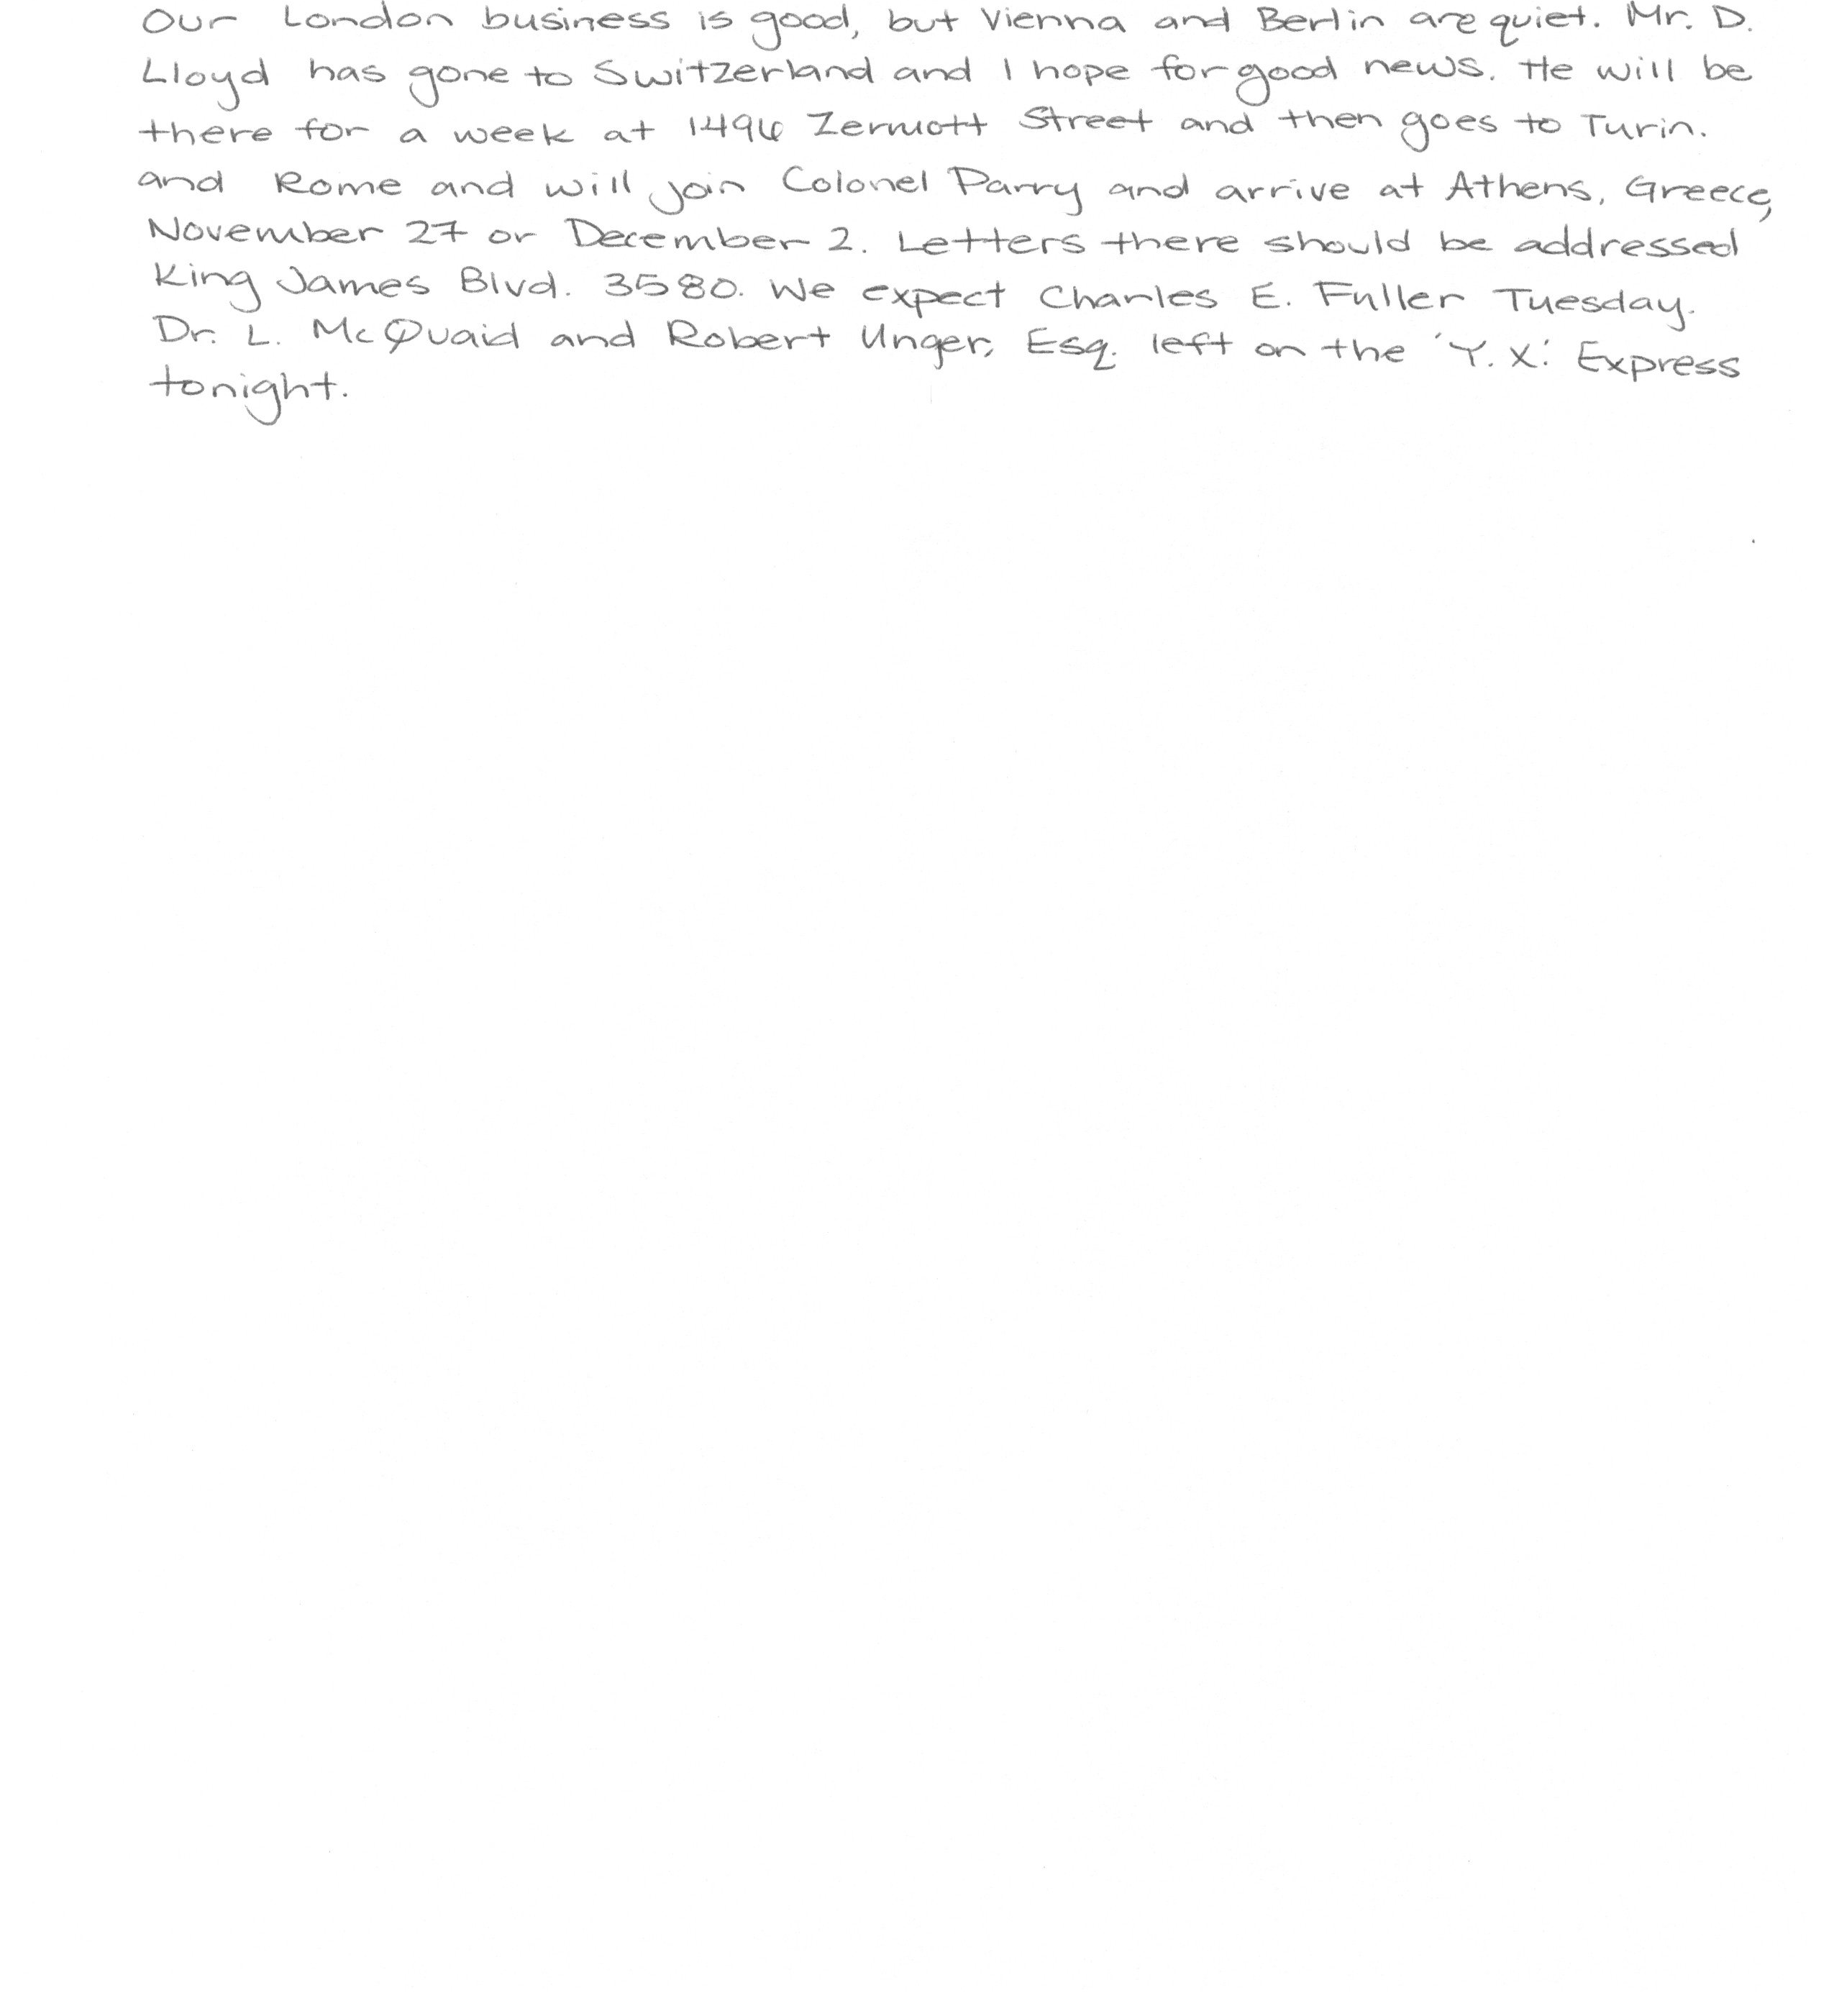 Our London business is good, but Vienna and Berlin are quiet. Mr. D.
Lloyd has gone to Switzerland and I hope for good news. He will be
there for a week at 1496 Zermott Street and then goes to Turin.
and Rome and will join Colonel Parry and arrive at Athens, Greece,
November 27 or December 2. Letters there should be addressed
King James Blvd. 3580. We expect Charles E. Fuller Tuesday.
Dr. L. McQuaid and Robert Unger, Esq. left on the 'Y. X.' Express
tonight.